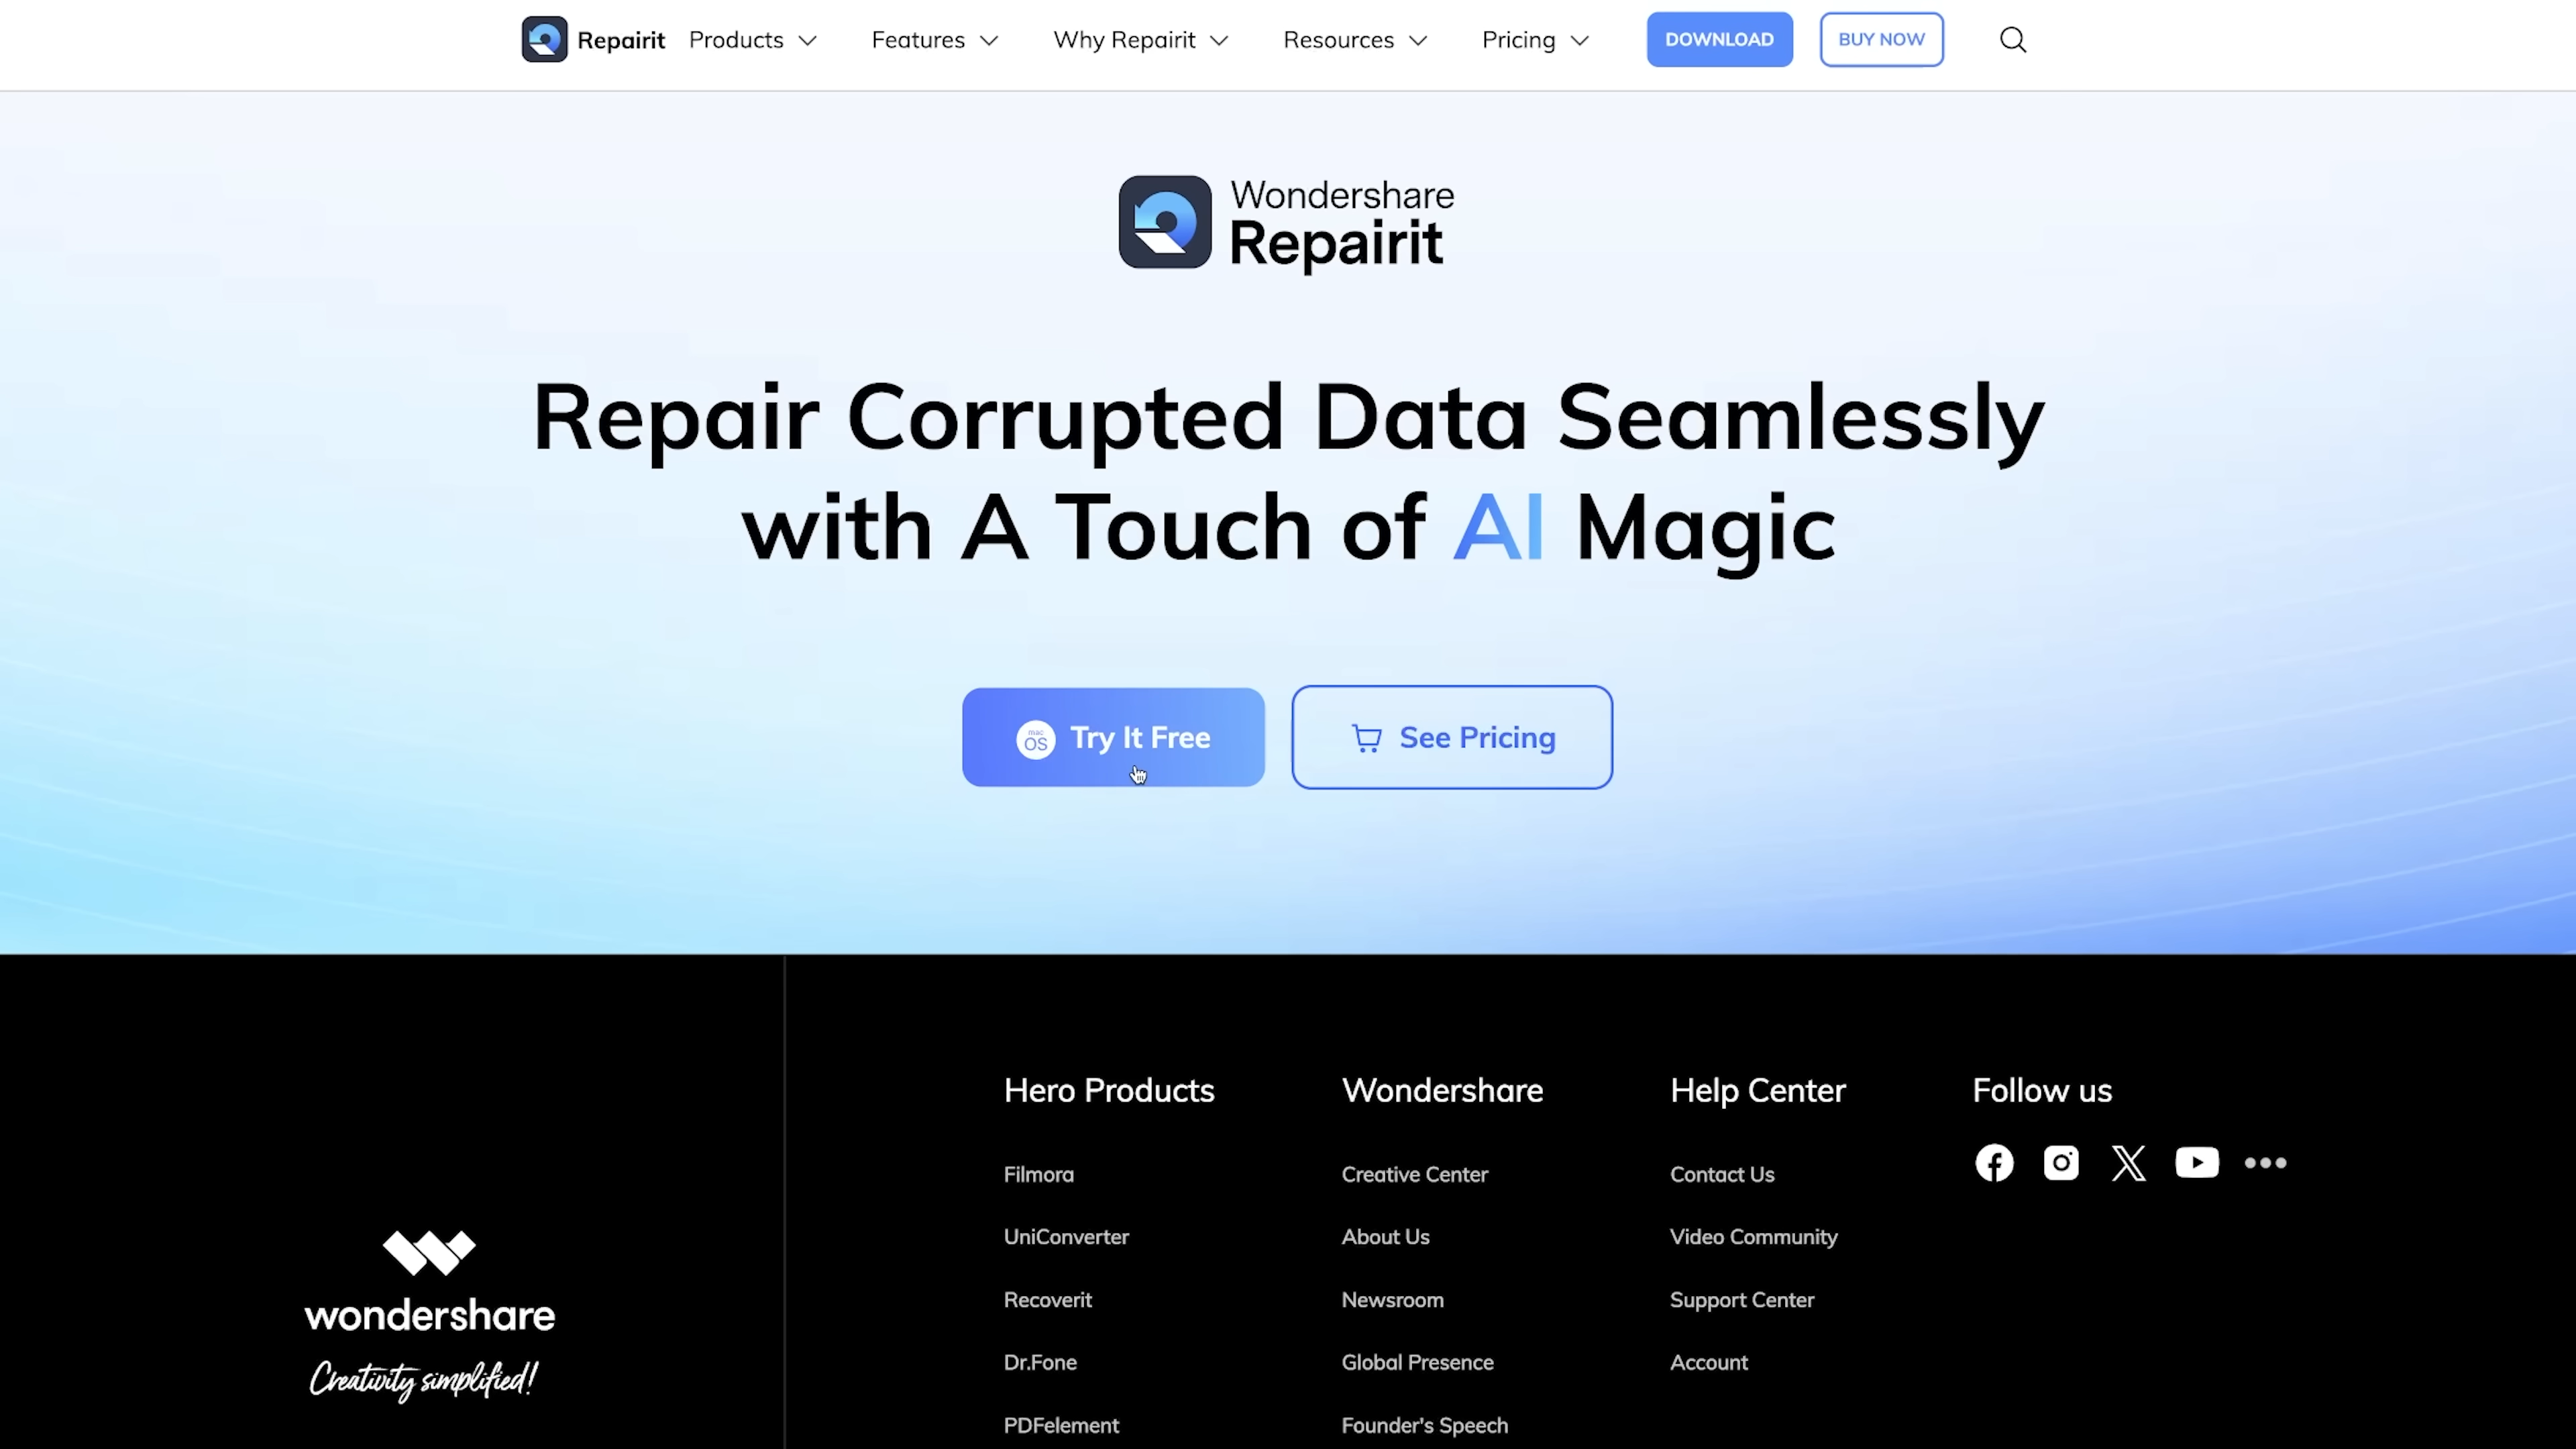 Repairit Products Features Why Repairit Resources Pricing DOWNLOAD BUY NOW
Wondershare
Repairit
Repair Corrupted Data Seamlessly
with A Touch of AI Magic
mac
OS
Try It Free
See Pricing
Hero Products
Filmora
UniConverter
Recoverit
Dr.Fone
PDFelement
Wondershare
Creative Center
About Us
Newsroom
Global Presence
Founder's Speech
Help Center
Contact Us
Video Community
Support Center
Account
Follow us
wondershare
Creativity simplified!